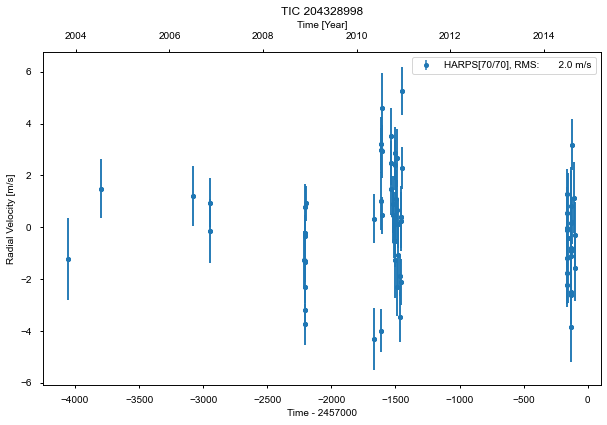 TIC 204328998
Time [Year]
2004 2006 2008 2010 2012 2014
HARPS[70/70], RMS: 2.0 m/s
6
4
2
0
−2
−4
−6
Radial Velocity [m/s]
−4000 −3500 −3000 −2500 −2000 −1500 −1000 −500 0
Time - 2457000